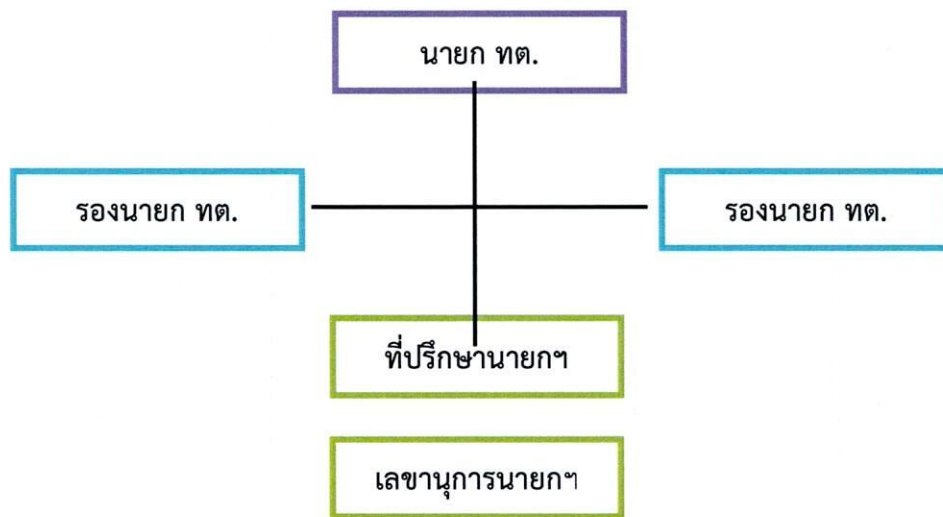 นายก ทต.
รองนายก ทต.
รองนายก ทต.
ที่ปรึกษานายกฯ
เลขานุการนายกฯ